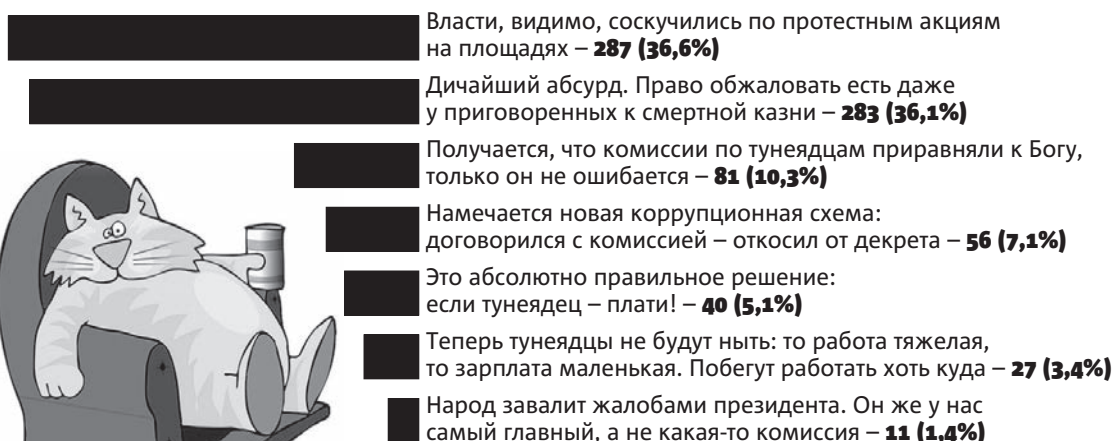 Власти, видимо, соскучились по протестным акциям
на площадях – 287 (36,6%)
Дичайший абсурд. Право обжаловать есть даже
у приговоренных к смертной казни – 283 (36,1%)
Получается, что комиссии по тунеядцам приравняли к Богу,
только он не ошибается – 81 (10,3%)
Намечается новая коррупционная схема:
договорился с комиссией – откосил от декрета – 56 (7,1%)
Это абсолютно правильное решение:
если тунеядец – плати! – 40 (5,1%)
Теперь тунеядцы не будут ныть: то работа тяжелая,
то зарплата маленькая. Побегут работать хоть куда – 27 (3,4%)
Народ завалит жалобами президента. Он же у нас
самый главный, а не какая-то комиссия – 11 (1,4%)